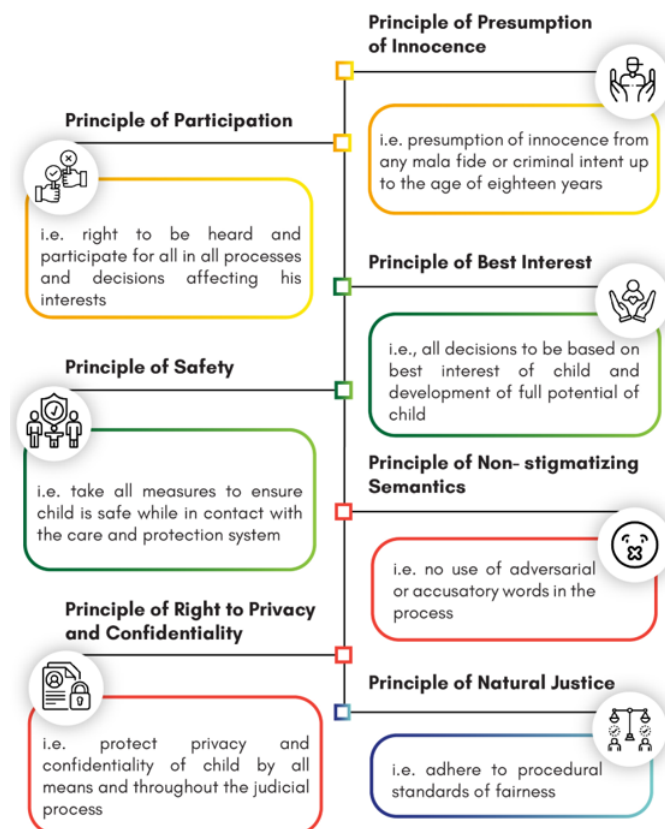 Principle of Presumption
of Innocence
i.e. presumption of innocence from
any mala fide or criminal intent up
to the age of eighteen years
Principle of Participation
i.e. right to be heard and
participate for all in all processes
and decisions affecting his
interests
Principle of Best Interest
i.e., all decisions to be based on
best interest of child and
development of full potential of
child
Principle of Safety
i.e. take all measures to ensure
child is safe while in contact with
the care and protection system
Principle of Non- stigmatizing
Semantics
i.e. no use of adversarial
or accusatory words in the
process
Principle of Right to Privacy
and Confidentiality
i.e. protect privacy and
confidentiality of child by all
means and throughout the judicial
process
Principle of Natural Justice
i.e. adhere to procedural
standards of fairness